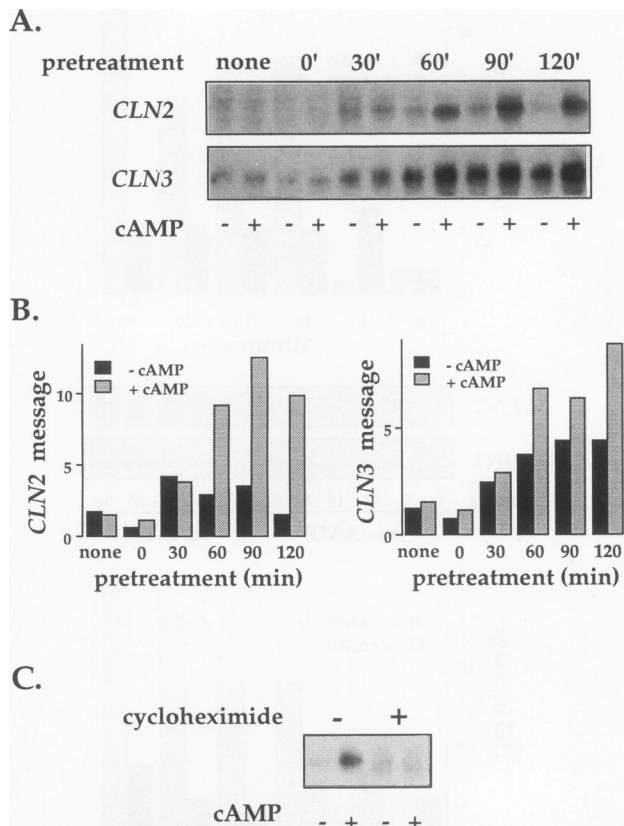 A.
pretreatment none 0' 30' 60' 90' 120'
CLN2
CLN3
cAMP - + - + - + - + - + - +
B.
CLN2 message
10
5
0
- cAMP
+ cAMP
none 0 30 60 90 120
pretreatment (min)
CLN3 message
5
0
- cAMP
+ cAMP
none 0 30 60 90 120
pretreatment (min)
C.
cycloheximide - +
cAMP - + - +